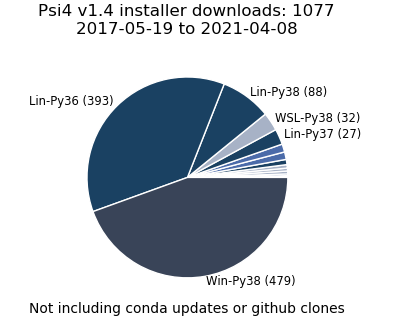 Psi4 v1.4 installer downloads: 1077
2017-05-19 to 2021-04-08
Lin-Py38 (88)
Lin-Py36 (393)
WSL-Py38 (32)
Lin-Py37 (27)
Win-Py38 (479)
Not including conda updates or github clones